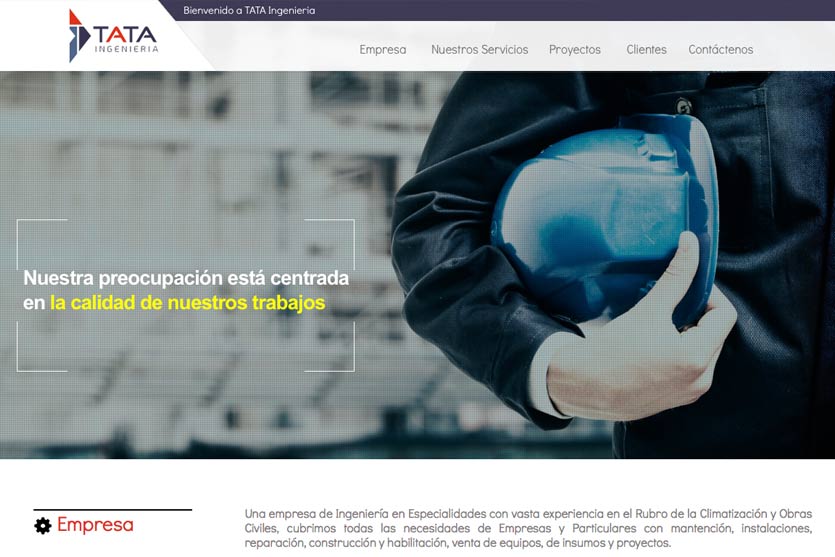 Bienvenido a TATA Ingenieria
TATA
INGENIERIA
Empresa Nuestros Servicios Proyectos Clientes Contáctenos
Nuestra preocupación está centrada
en la calidad de nuestros trabajos
Empresa
Una empresa de Ingeniería en Especialidades con vasta experiencia en el Rubro de la Climatización y Obras
Civiles, cubrimos todas las necesidades de Empresas y Particulares con mantención, instalaciones,
reparación, construcción y habilitación, venta de equipos, de insumos y proyectos.